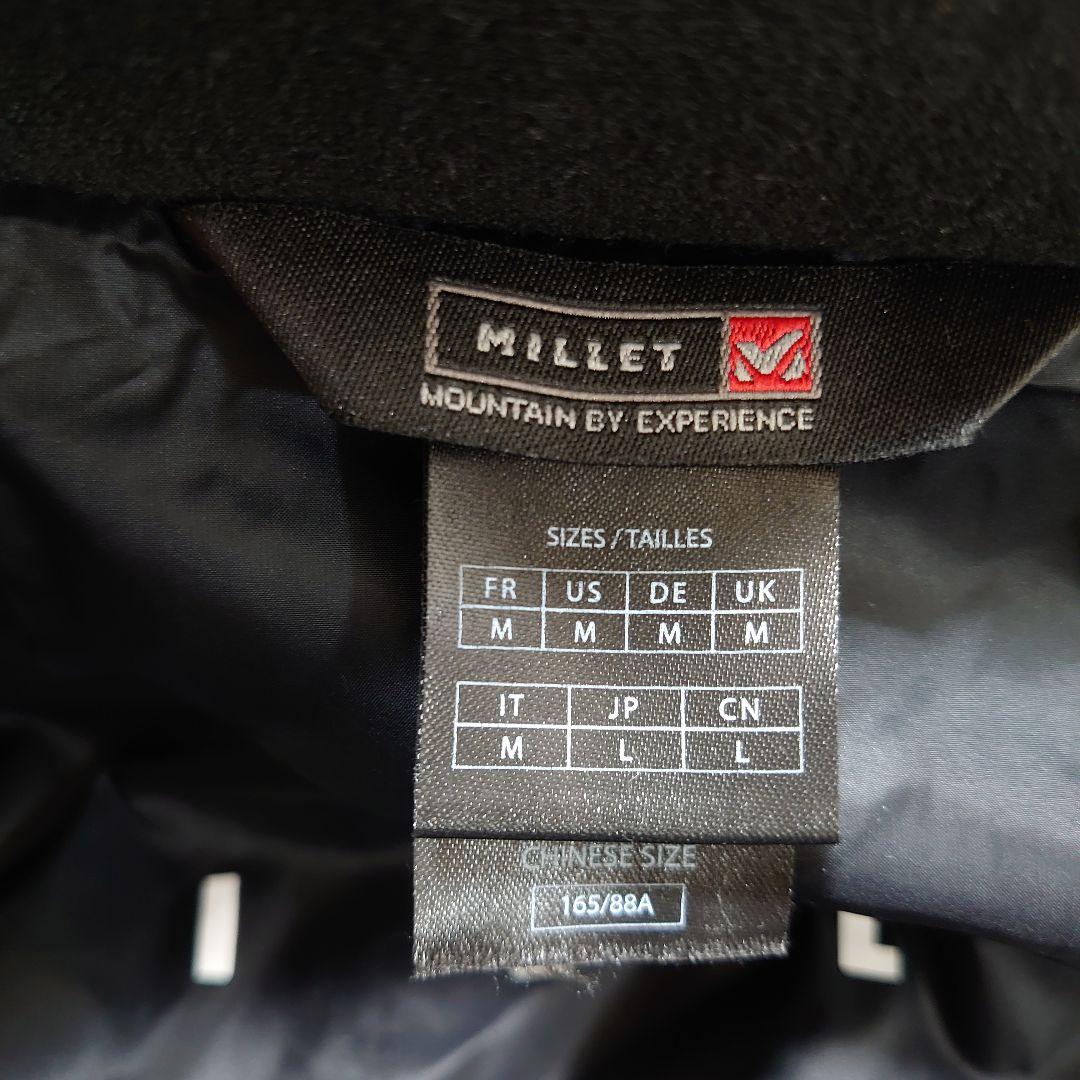 MILLET
MOUNTAIN BY EXPERIENCE
SIZES / TAILLES
FR US DE UK
M M M M
IT JP CN
M L L
CHINESE SIZE
165/88A